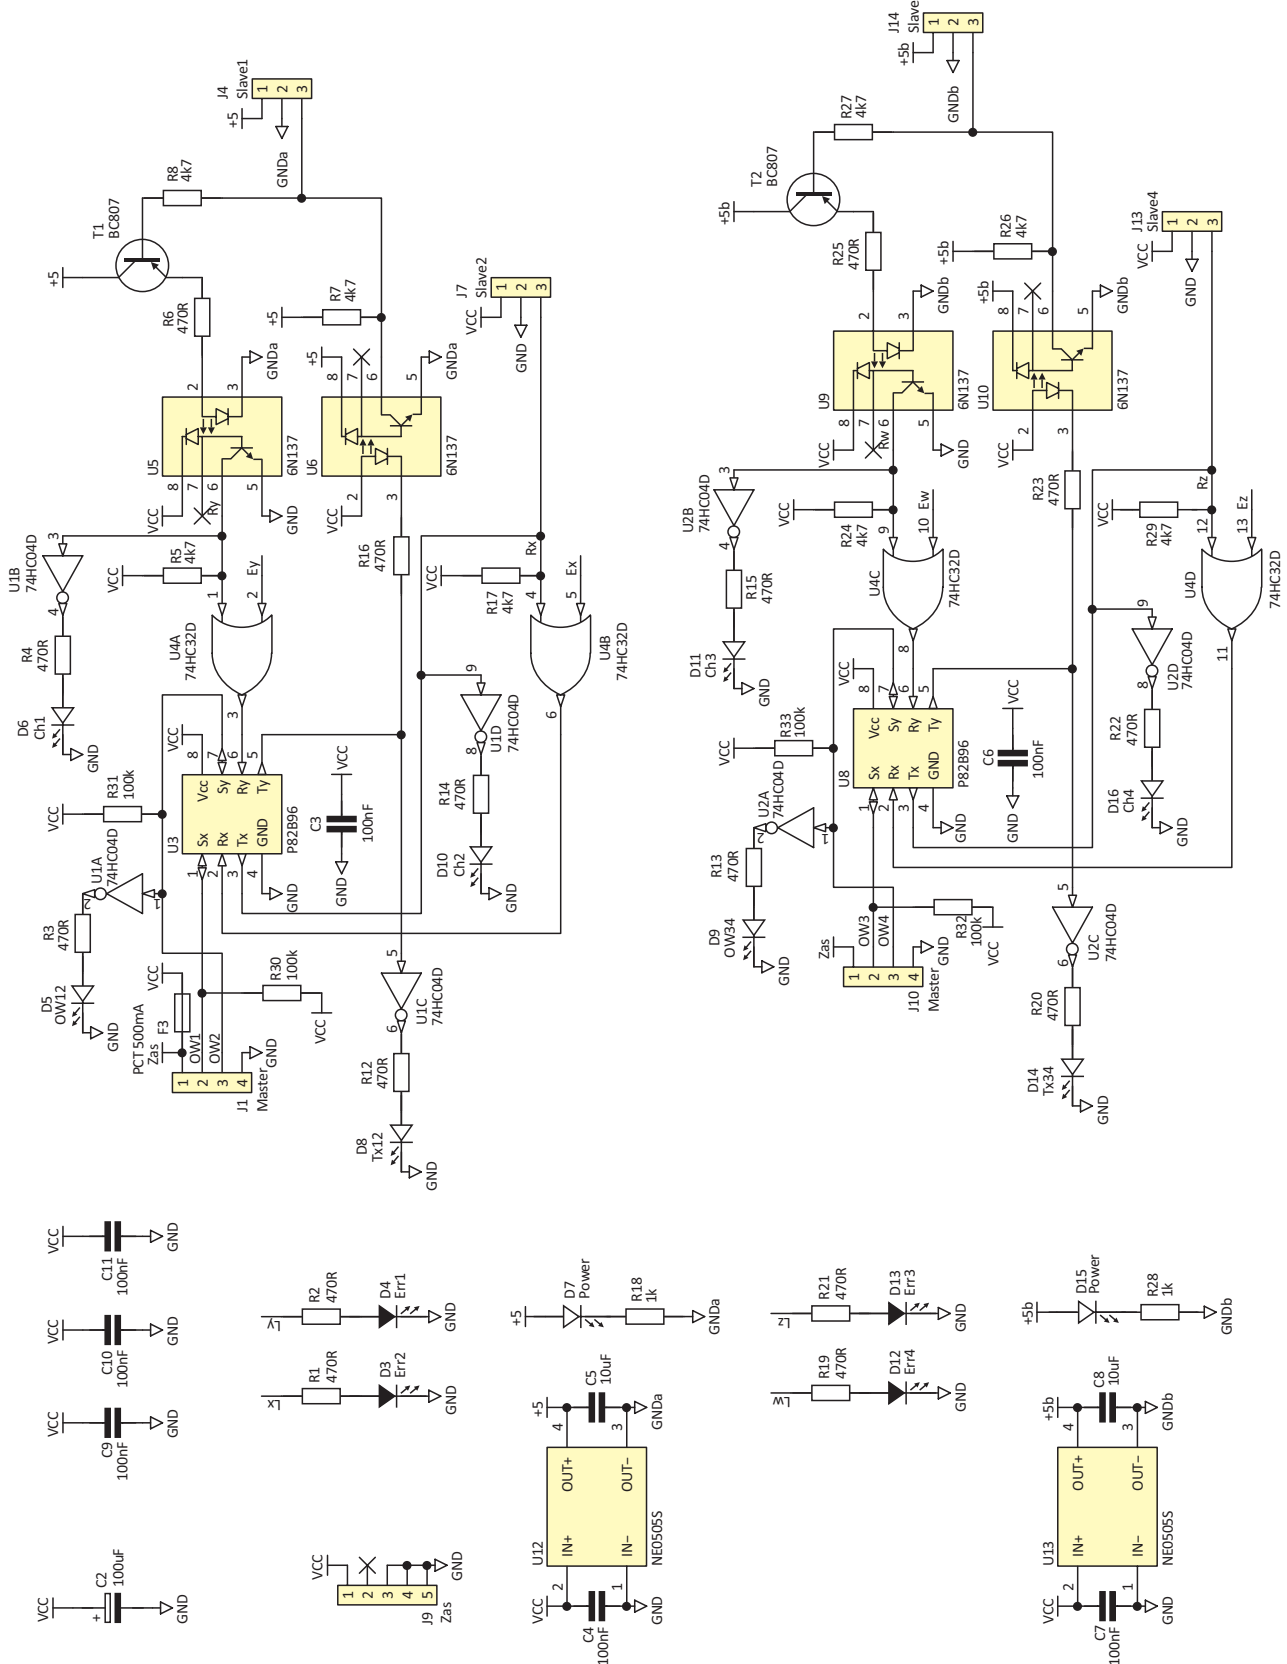 VCC
C2
100uF
+
GND
VCC
C9
100nF
GND
VCC
C10
100nF
GND
VCC
C11
100nF
GND
VCC
1
2
3
4
5
J9
Zas
GND
Lx
R1
470R
D3
Err2
GND
Ly
R2
470R
D4
Err1
GND
U12
IN+
OUT+
IN−
OUT−
NE0505S
VCC
2
1
C4
100nF
GND
4
3
+5
C5
10uF
GNDa
+5
D7
Power
R18
1k
GNDa
Lw
R19
470R
D12
Err4
GND
Lz
R21
470R
D13
Err3
GND
U13
IN+
OUT+
IN−
OUT−
NE0505S
VCC
2
1
C7
100nF
GND
4
3
+5b
C8
10uF
GNDb
+5b
D15
Power
R28
1k
GNDb
J1
Master
1
2
3
4
PCT 500mA
Zas
F3
VCC
OW1
OW2
GND
R30
100k
VCC
D5
OW12
GND
R3
470R
U1A
74HC04D
2
1
VCC
R31
100k
U3
P82B96
Sx
Rx
Tx
GND
Vcc
Sy
Ry
Ty
1
2
3
4
8
7
6
5
GND
VCC
C3
100nF
GND
VCC
D6
Ch1
GND
R4
470R
U1B
74HC04D
4
3
U4A
74HC32D
1
2
3
Ey
VCC
R5
4k7
Ry
U5
6N137
VCC
8
7
6
5
GND
2
3
GNDa
R6
470R
T1
BC807
+5
R8
4k7
J4
Slave1
1
2
3
+5
GNDa
U6
6N137
VCC
2
3
+5
8
7
6
5
GNDa
+5
R7
4k7
R16
470R
J7
Slave2
1
2
3
VCC
GND
VCC
R17
4k7
Rx
Ex
4
5
6
U4B
74HC32D
9
8
U1D
74HC04D
R14
470R
D10
Ch2
GND
5
6
U1C
74HC04D
R12
470R
D8
Tx12
GND
J10
Master
1
2
3
4
Zas
OW3
OW4
GND
R32
100k
VCC
D9
OW34
GND
R13
470R
U2A
74HC04D
2
1
VCC
R33
100k
U8
P82B96
Sx
Rx
Tx
GND
Vcc
Sy
Ry
Ty
1
2
3
4
8
7
6
5
GND
VCC
C6
100nF
GND
VCC
D11
Ch3
GND
R15
470R
U2B
74HC04D
4
3
U4C
74HC32D
9
10
8
Ew
VCC
R24
4k7
Rw
U9
6N137
VCC
8
7
6
5
GND
2
3
GNDb
R25
470R
T2
BC807
+5b
R27
4k7
J14
Slave
1
2
3
+5b
GNDb
U10
6N137
VCC
2
3
+5b
8
7
6
5
GNDb
+5b
R26
4k7
R23
470R
J13
Slave4
1
2
3
VCC
GND
VCC
R29
4k7
Rz
Ez
12
13
11
U4D
74HC32D
9
8
U2D
74HC04D
R22
470R
D16
Ch4
GND
5
6
U2C
74HC04D
R20
470R
D14
Tx34
GND